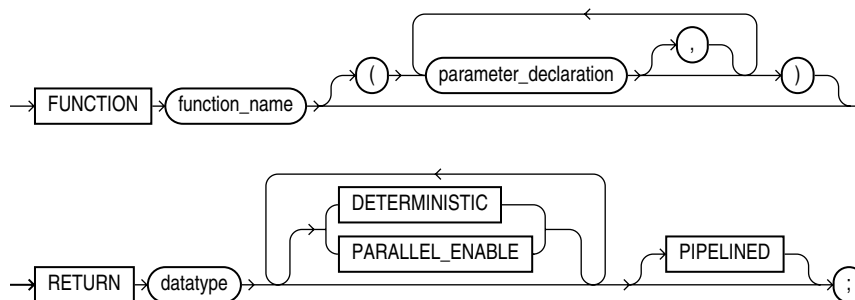 ( parameter_declaration , )
FUNCTION function_name
DETERMINISTIC
PARALLEL_ENABLE PIPELINED
RETURN datatype ;